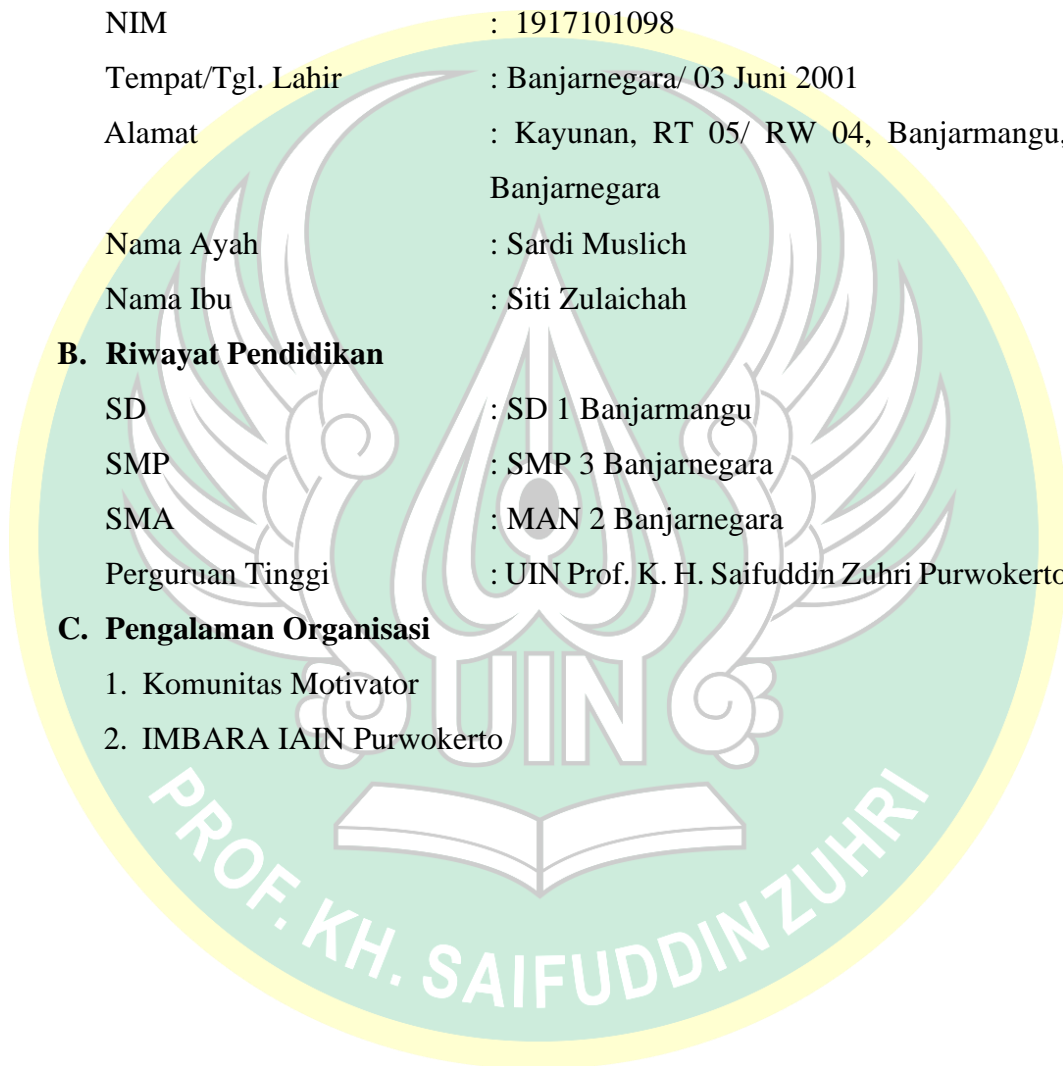 NIM : 1917101098
Tempat/Tgl. Lahir : Banjarnegara/ 03 Juni 2001
Alamat : Kayunan, RT 05/ RW 04, Banjarmangu,
Banjarnegara
Nama Ayah : Sardi Muslich
Nama Ibu : Siti Zulaichah
B. Riwayat Pendidikan
SD : SD 1 Banjarmangu
SMP : SMP 3 Banjarnegara
SMA : MAN 2 Banjarnegara
Perguruan Tinggi : UIN Prof. K. H. Saifuddin Zuhri Purwokerto
C. Pengalaman Organisasi
1. Komunitas Motivator
2. IMBARA IAIN Purwokerto
UIN
PROF. KH. SAIFUDDIN ZUHRI